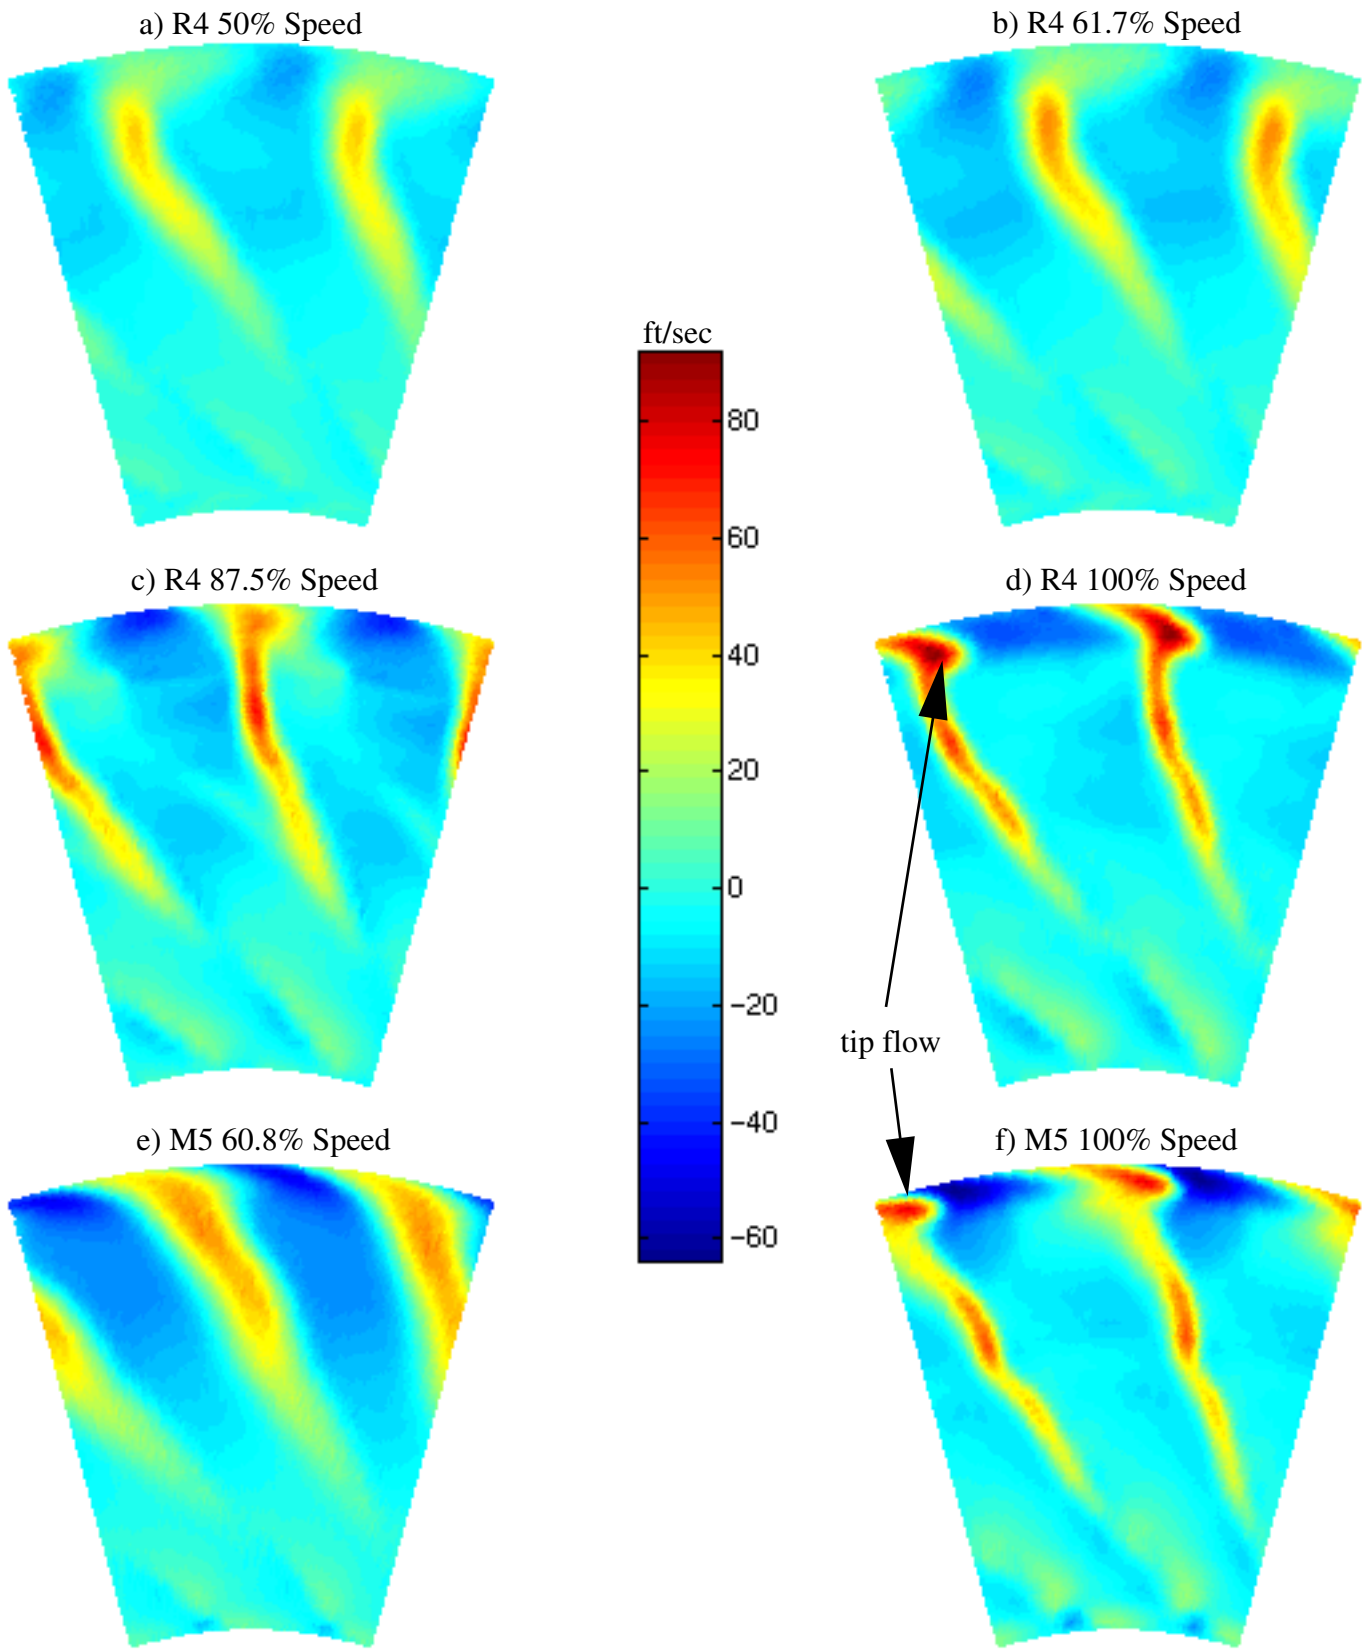 a) R4 50% Speed
b) R4 61.7% Speed
ft/sec
80
60
40
20
0
−20
−40
−60
c) R4 87.5% Speed
d) R4 100% Speed
tip flow
e) M5 60.8% Speed
f) M5 100% Speed